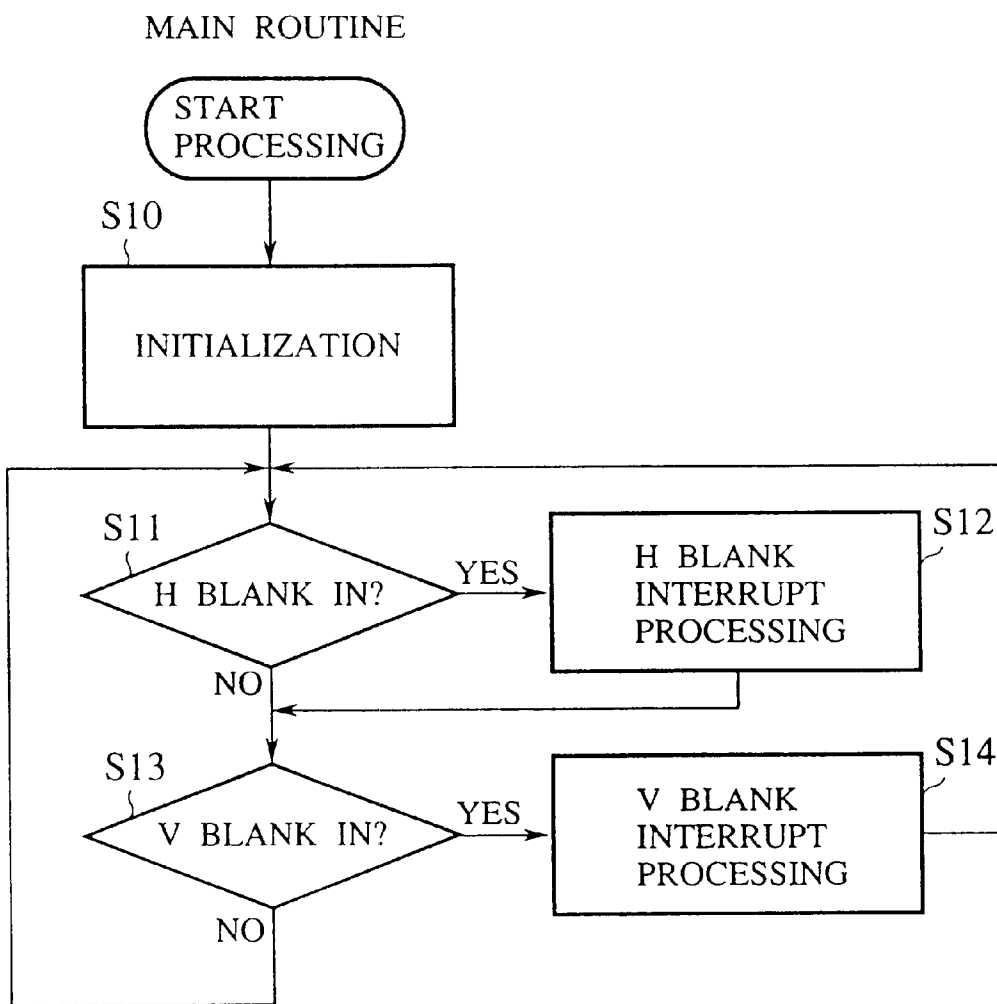 MAIN ROUTINE
START
PROCESSING
S10
INITIALIZATION
S11
H BLANK IN?
YES
S12
H BLANK
INTERRUPT
PROCESSING
NO
S13
V BLANK IN?
YES
S14
V BLANK
INTERRUPT
PROCESSING
NO